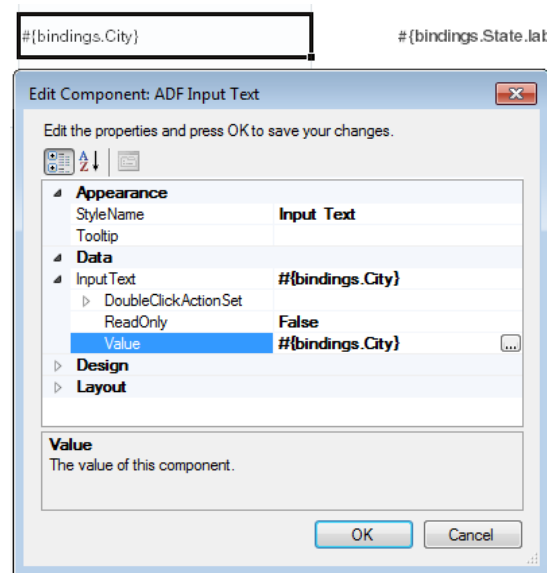 #{bindings.City} #{bindings.State.lab
Edit Component: ADF Input Text
Edit the properties and press OK to save your changes.
Appearance
StyleName Input Text
Tooltip
Data
InputText #{bindings.City}
DoubleClickActionSet
ReadOnly False
Value #{bindings.City} ...
Design
Layout
Value
The value of this component.
OK Cancel